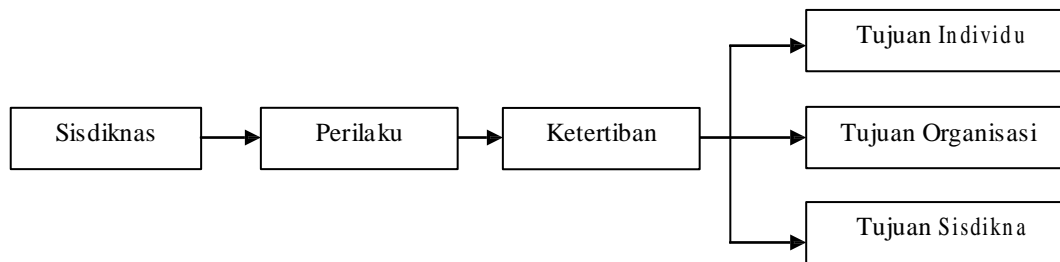 Tujuan Individu
Sisdiknas
Perilaku
Ketertiban
Tujuan Organisasi
Tujuan Sisdikna